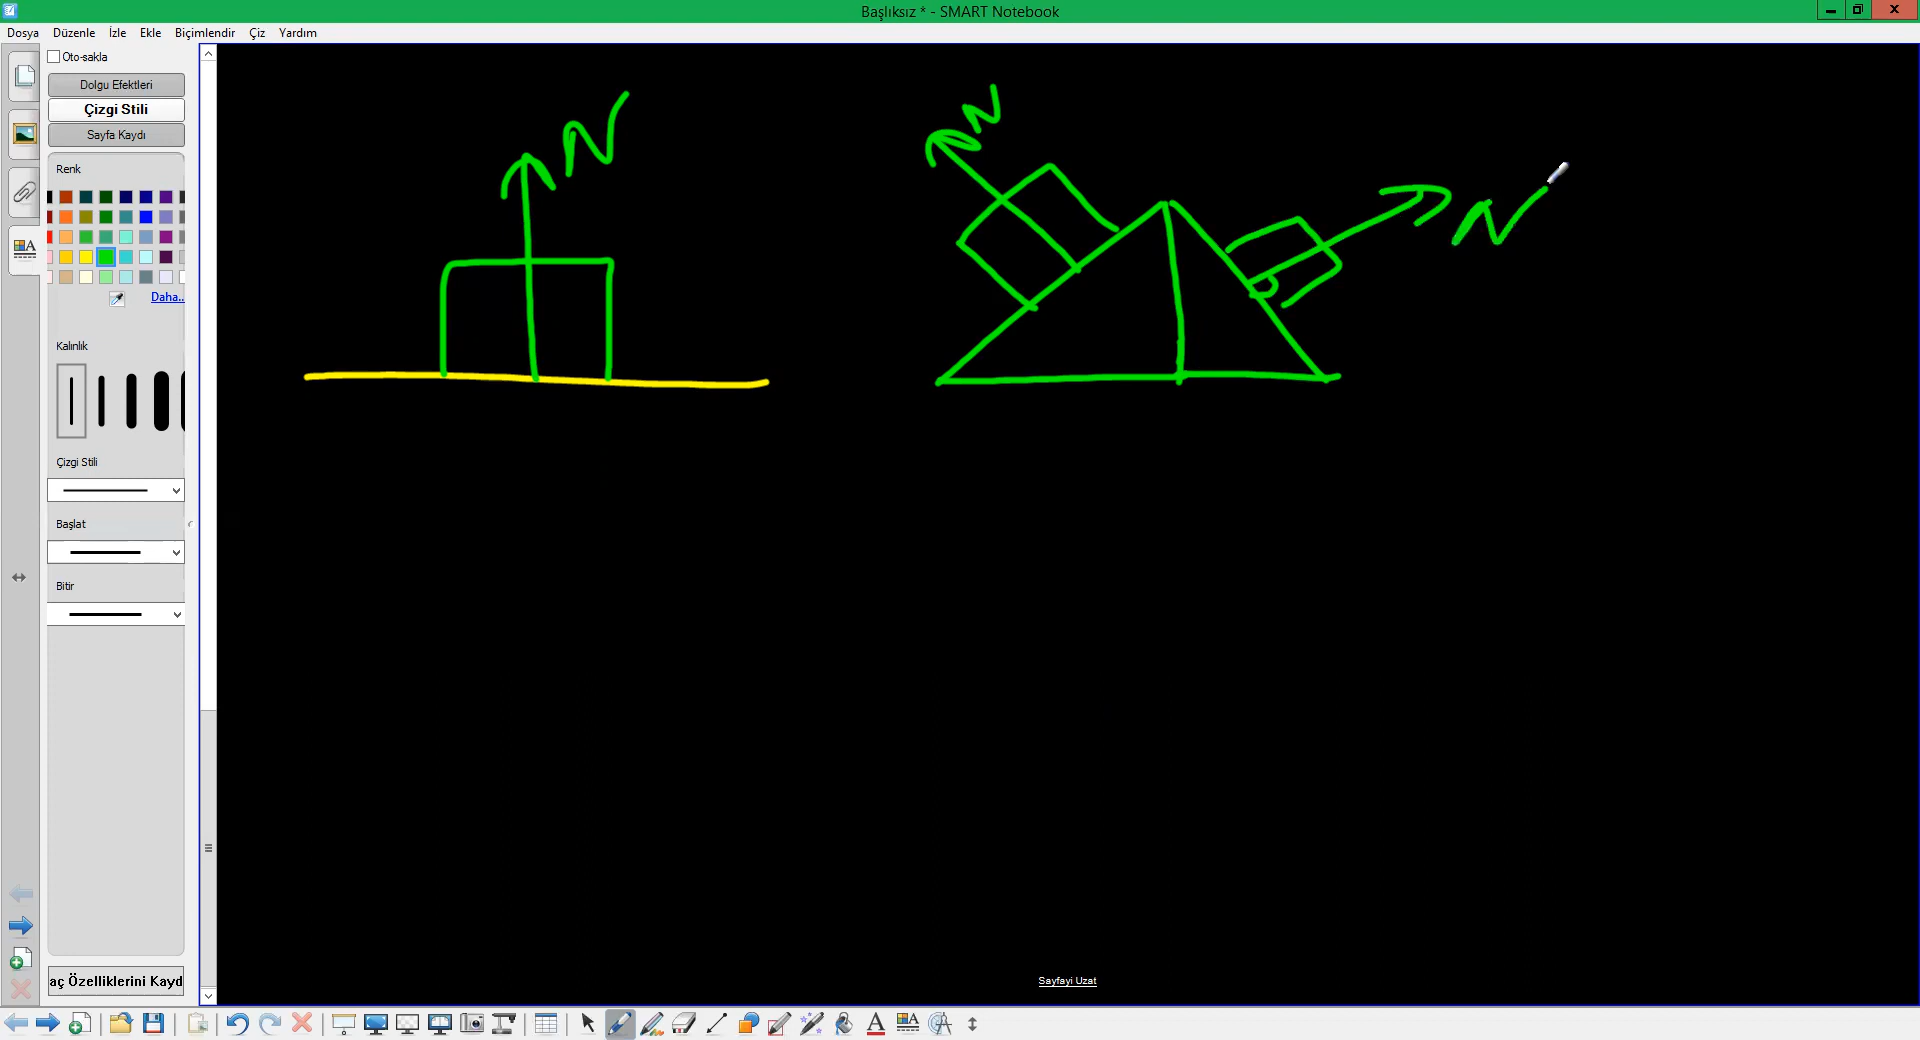 Başlıksız * - SMART Notebook
Dosya Düzenle İzle Ekle Biçimlendir Çiz Yardım
Oto-sakla
Dolgu Efektleri
Çizgi Stili
Sayfa Kaydı
Renk
Daha..
Kalınlık
Çizgi Stili
Başlat
Bitir
aç Özelliklerini Kayd
N
N
N
Sayfayi Uzat